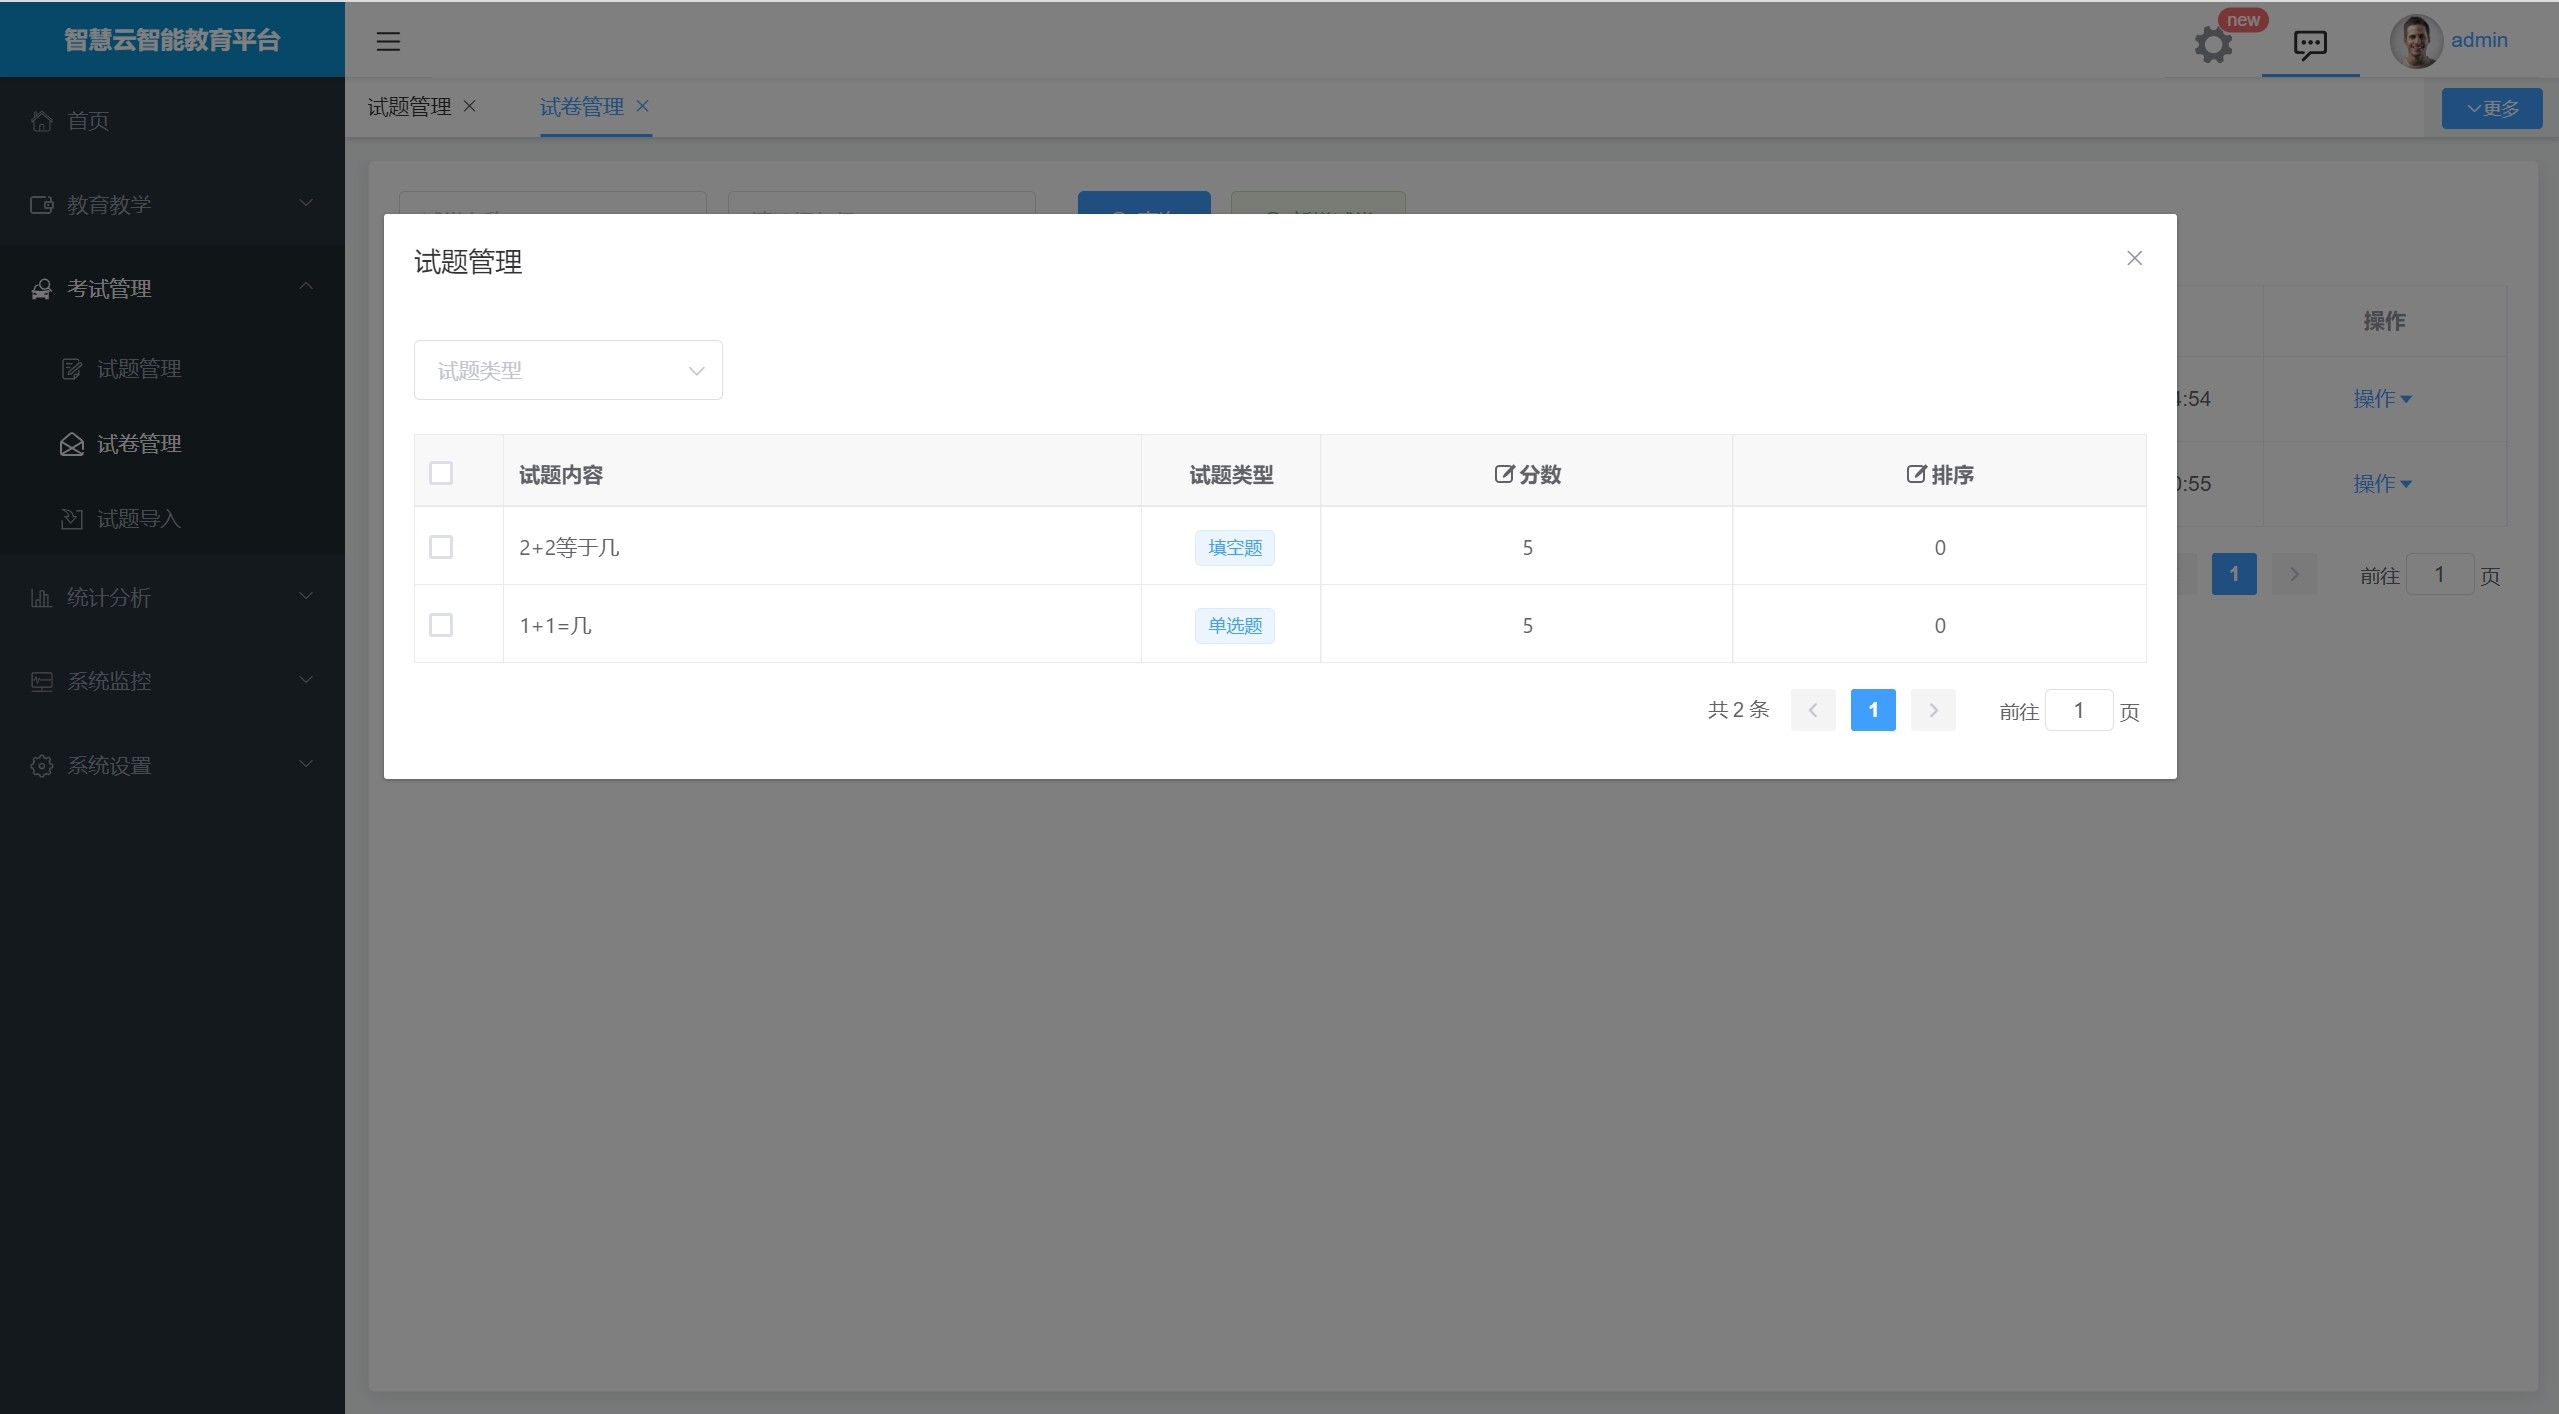 智慧云智能教育平台
new
admin
首页
教育教学
考试管理
试题管理
试卷管理
试题导入
统计分析
系统监控
系统设置
试题管理
试卷管理
更多
操作
4:54 操作
0:55 操作
1
前往 1 页
试题管理
试题类型
试题内容 试题类型 分数 排序
2+2等于几 填空题 5 0
1+1=几 单选题 5 0
共 2 条 1 前往 1 页